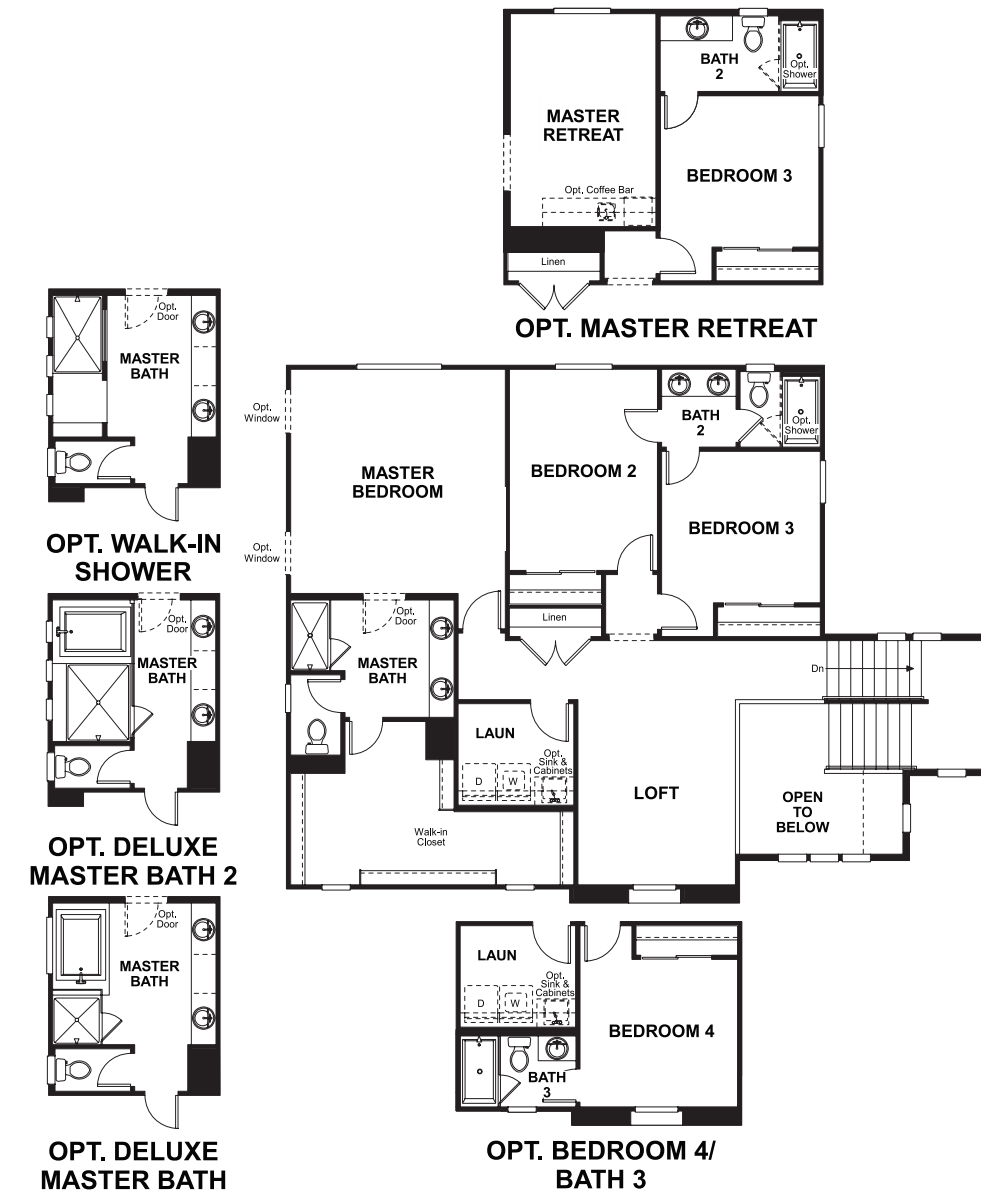 MASTER
RETREAT
Opt. Coffee Bar
BATH
2
Opt.
Shower
BEDROOM 3
Linen
OPT. MASTER RETREAT
Opt.
Door
MASTER
BATH
OPT. WALK-IN
SHOWER
Opt.
Door
MASTER
BATH
OPT. DELUXE
MASTER BATH 2
Opt.
Door
MASTER
BATH
OPT. DELUXE
MASTER BATH
Opt.
Window
Opt.
Window
MASTER
BEDROOM
BEDROOM 2
BATH
2
Opt.
Shower
BEDROOM 3
Linen
Opt.
Door
MASTER
BATH
Dn
LAUN
Opt.
Sink &
Cabinets
D
W
LOFT
OPEN
TO
BELOW
Walk-in
Closet
LAUN
Opt.
Sink &
Cabinets
D
W
BEDROOM 4
BATH
3
OPT. BEDROOM 4/
BATH 3